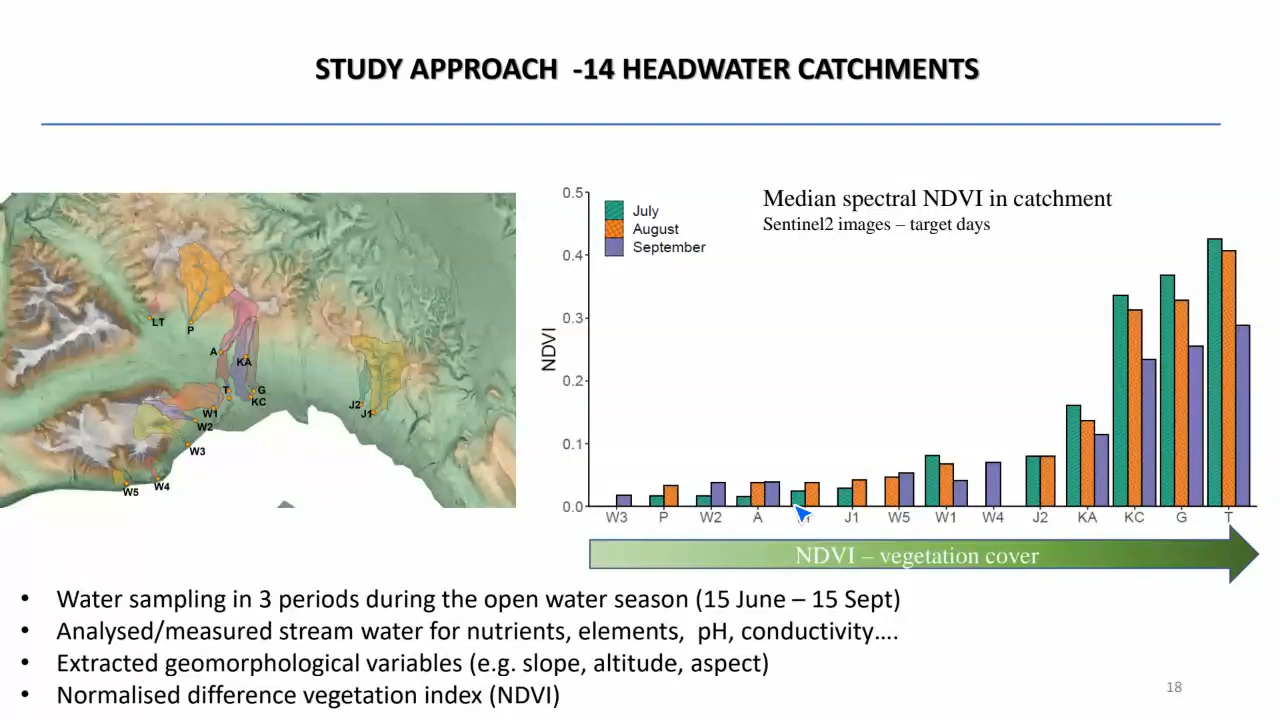 STUDY APPROACH -14 HEADWATER CATCHMENTS
LT
P
A
KA
T
G
KC
W1
W2
W3
W4
W5
J2
J1
Median spectral NDVI in catchment
Sentinel2 images – target days
July
August
September
NDVI
0.5
0.4
0.3
0.2
0.1
0.0
W3 P W2 A J1 W5 W1 W4 J2 KA KC G T
NDVI – vegetation cover
• Water sampling in 3 periods during the open water season (15 June – 15 Sept)
• Analysed/measured stream water for nutrients, elements, pH, conductivity….
• Extracted geomorphological variables (e.g. slope, altitude, aspect)
• Normalised difference vegetation index (NDVI)
18